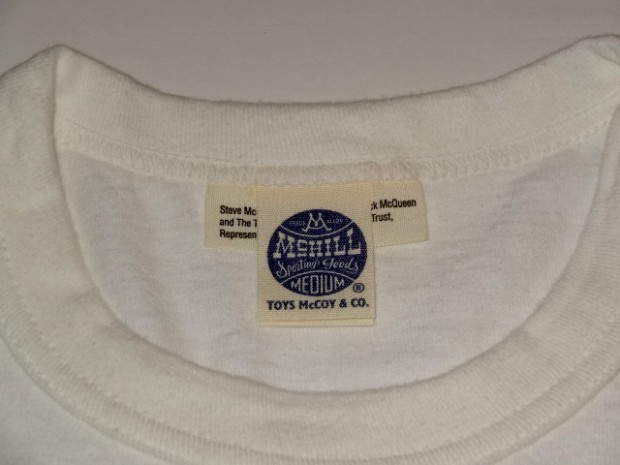 Steve Mc
ck McQueen
and The T
Trust,
Represen
TRADE MARK
M
McHILL
Sporting Goods
MEDIUM
®
TOYS McCOY & CO.